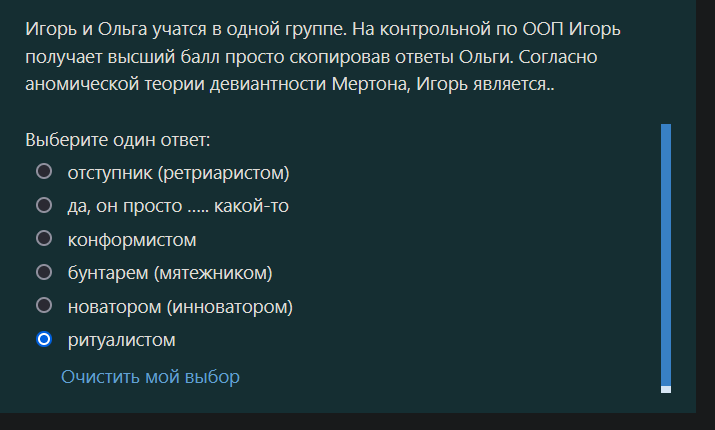 Игорь и Ольга учатся в одной группе. На контрольной по ООП Игорь
получает высший балл просто скопировав ответы Ольги. Согласно
аномической теории девиантности Мертона, Игорь является..
Выберите один ответ:
отступник (ретриаристом)
да, он просто ..... какой-то
конформистом
бунтарем (мятежником)
новатором (инноватором)
ритуалистом
Очистить мой выбор